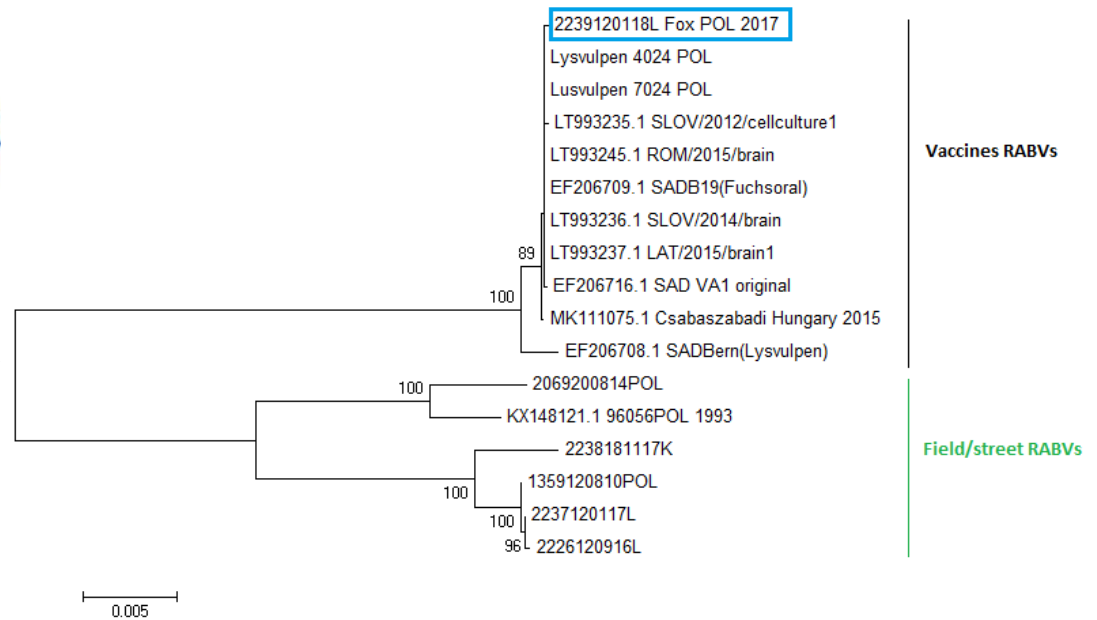 2239120118L Fox POL 2017
Lysvulpen 4024 POL
Lusvulpen 7024 POL
LT993235.1 SLOV/2012/cellculture1
LT993245.1 ROM/2015/brain
Vaccines RABVs
EF206709.1 SADB19(Fuchsoral)
LT993236.1 SLOV/2014/brain
89
LT993237.1 LAT/2015/brain1
EF206716.1 SAD VA1 original
100
MK111075.1 Csabaszabadi Hungary 2015
EF206708.1 SADBern(Lysvulpen)
100
2069200814POL
KX148121.1 96056POL 1993
2238181117K
Field/street RABVs
100
1359120810POL
100
2237120117L
96
2226120916L
0.005